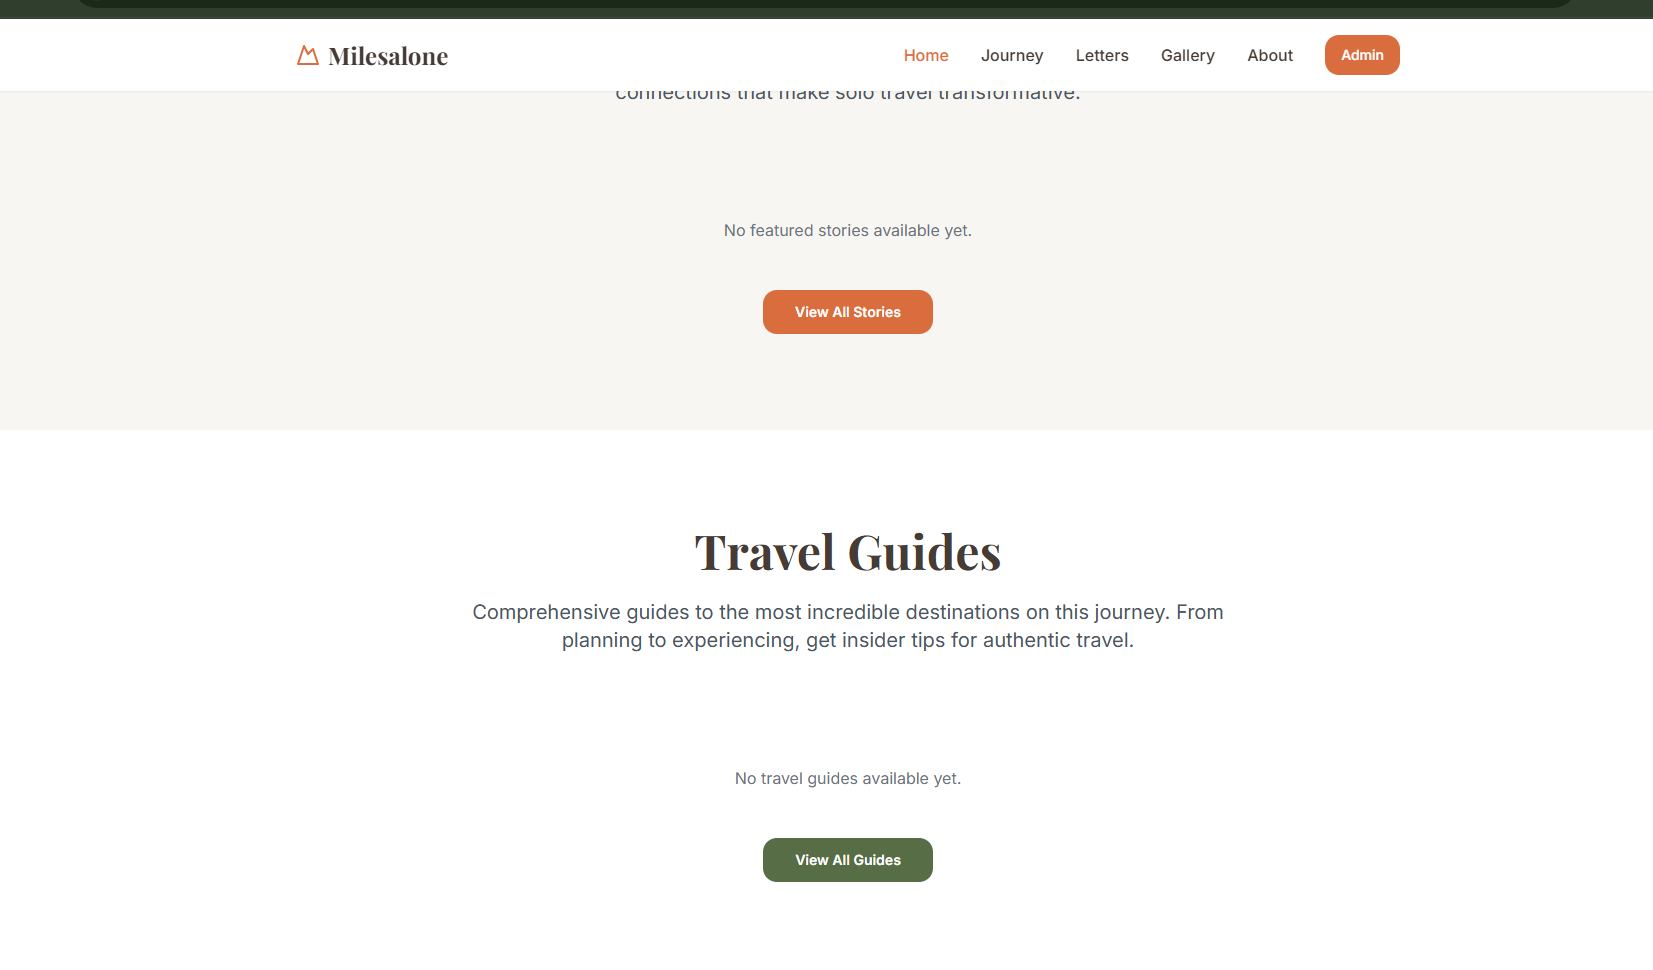 Milesalone
Home
Journey
Letters
Gallery
About
Admin
connections that make solo travel transformative.
No featured stories available yet.
View All Stories
Travel Guides
Comprehensive guides to the most incredible destinations on this journey. From
planning to experiencing, get insider tips for authentic travel.
No travel guides available yet.
View All Guides